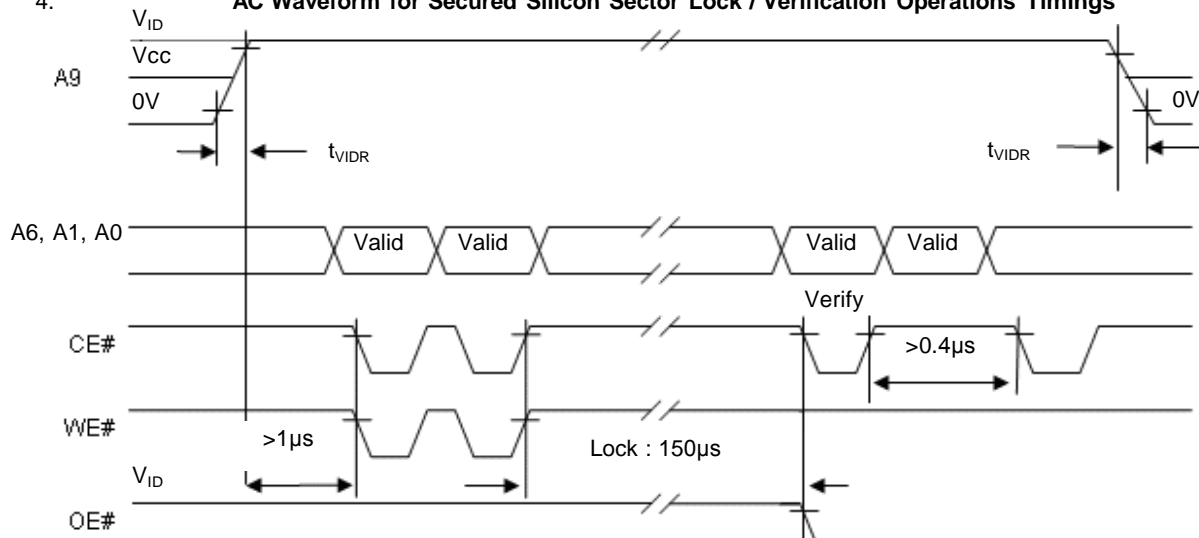 4. AC Waveform for Secured Silicon Sector Lock / Verification Operations Timings
VID
Vcc
A9
0V
0V
tVIDR
tVIDR
A6, A1, A0
Valid
Valid
Valid
Valid
Verify
CE#
>0.4µs
WE#
>1µs
Lock : 150µs
VID
OE#